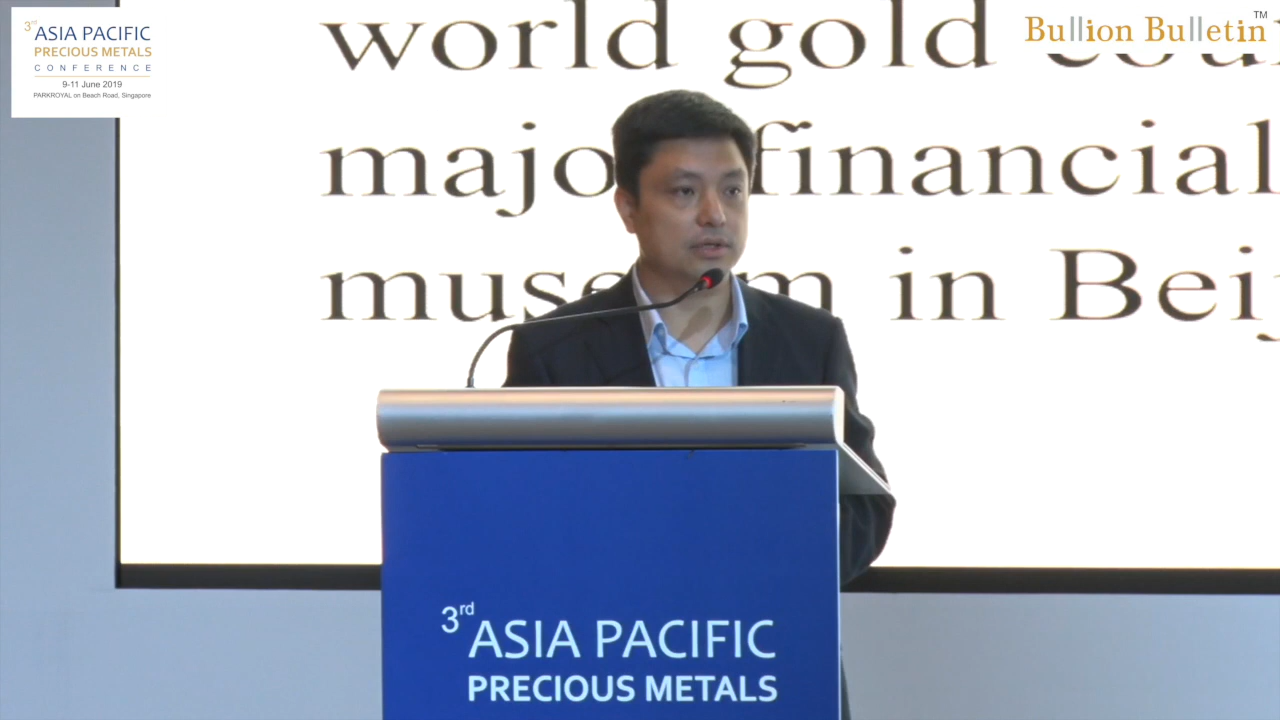 3rd
ASIA PACIFIC
PRECIOUS METALS
CONFERENCE
9-11 June 2019
PARKROYAL on Beach Road, Singapore
Bullion Bulletin™
world gold
financial
in
3rd
ASIA PACIFIC
PRECIOUS METALS